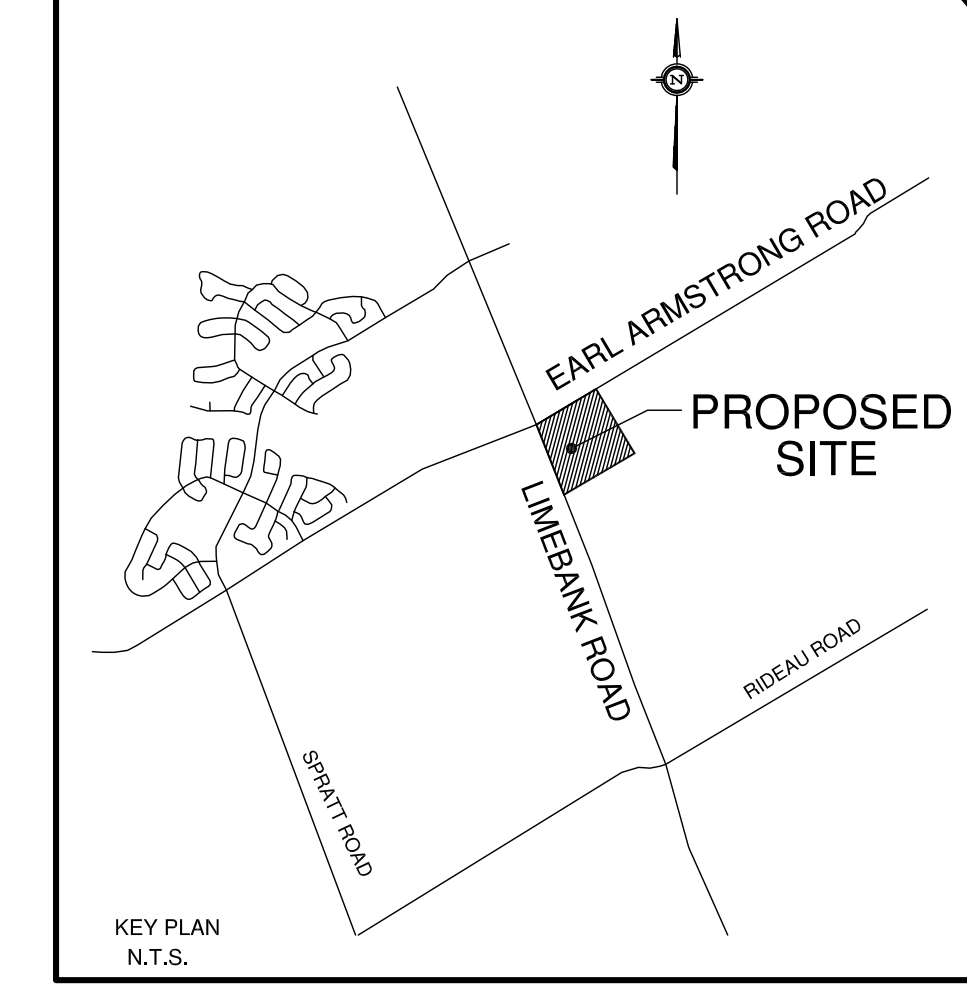 N
EARL ARMSTRONG ROAD
PROPOSED
SITE
LIMEBANK ROAD
RIDEAU ROAD
SPRATT ROAD
KEY PLAN
N.T.S.